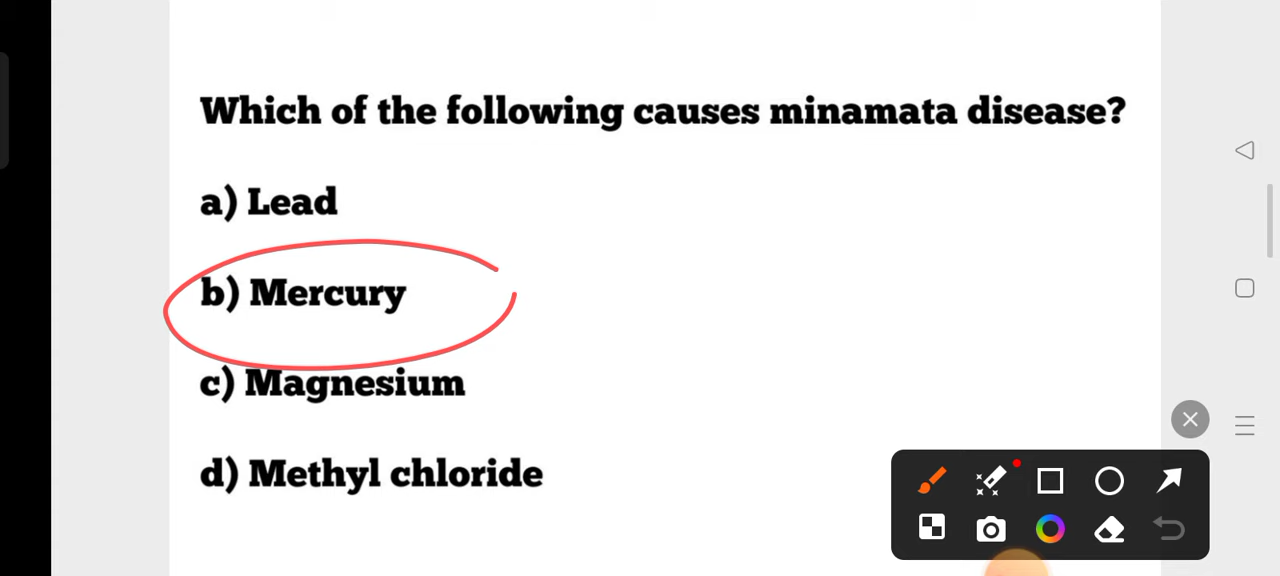 Which of the following causes minamata disease?
a) Lead
b) Mercury
c) Magnesium
d) Methyl chloride